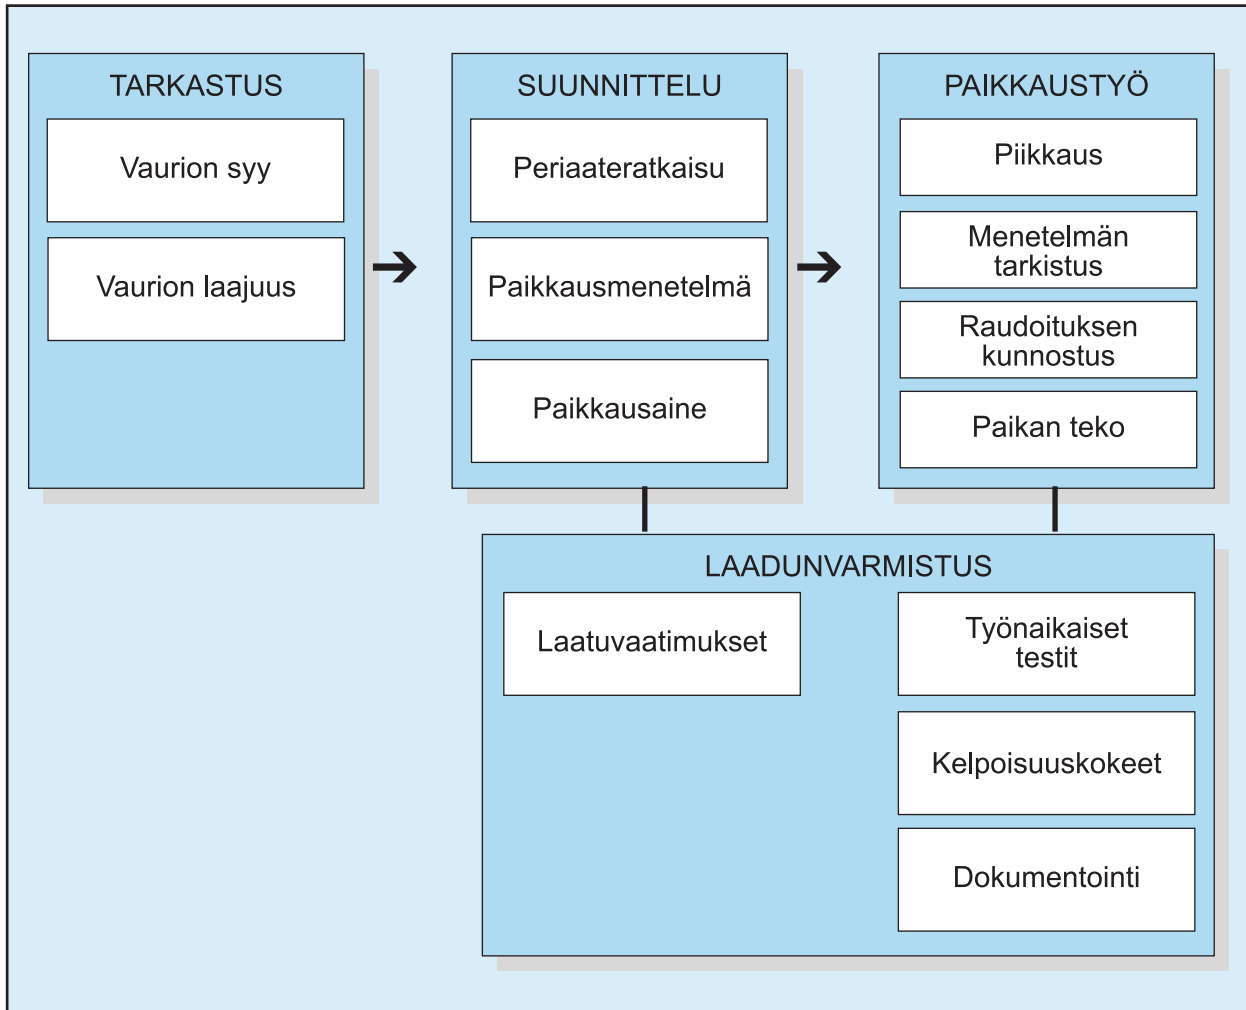 TARKASTUS
Vaurion syy
Vaurion laajuus
SUUNNITTELU
Periaateratkaisu
Paikkausmenetelmä
Paikkausaine
PAIKKAUSTYÖ
Piikkaus
Menetelmän
tarkistus
Raudoituksen
kunnostus
Paikan teko
LAADUNVARMISTUS
Laatuvaatimukset
Työnaikaiset
testit
Kelpoisuuskokeet
Dokumentointi